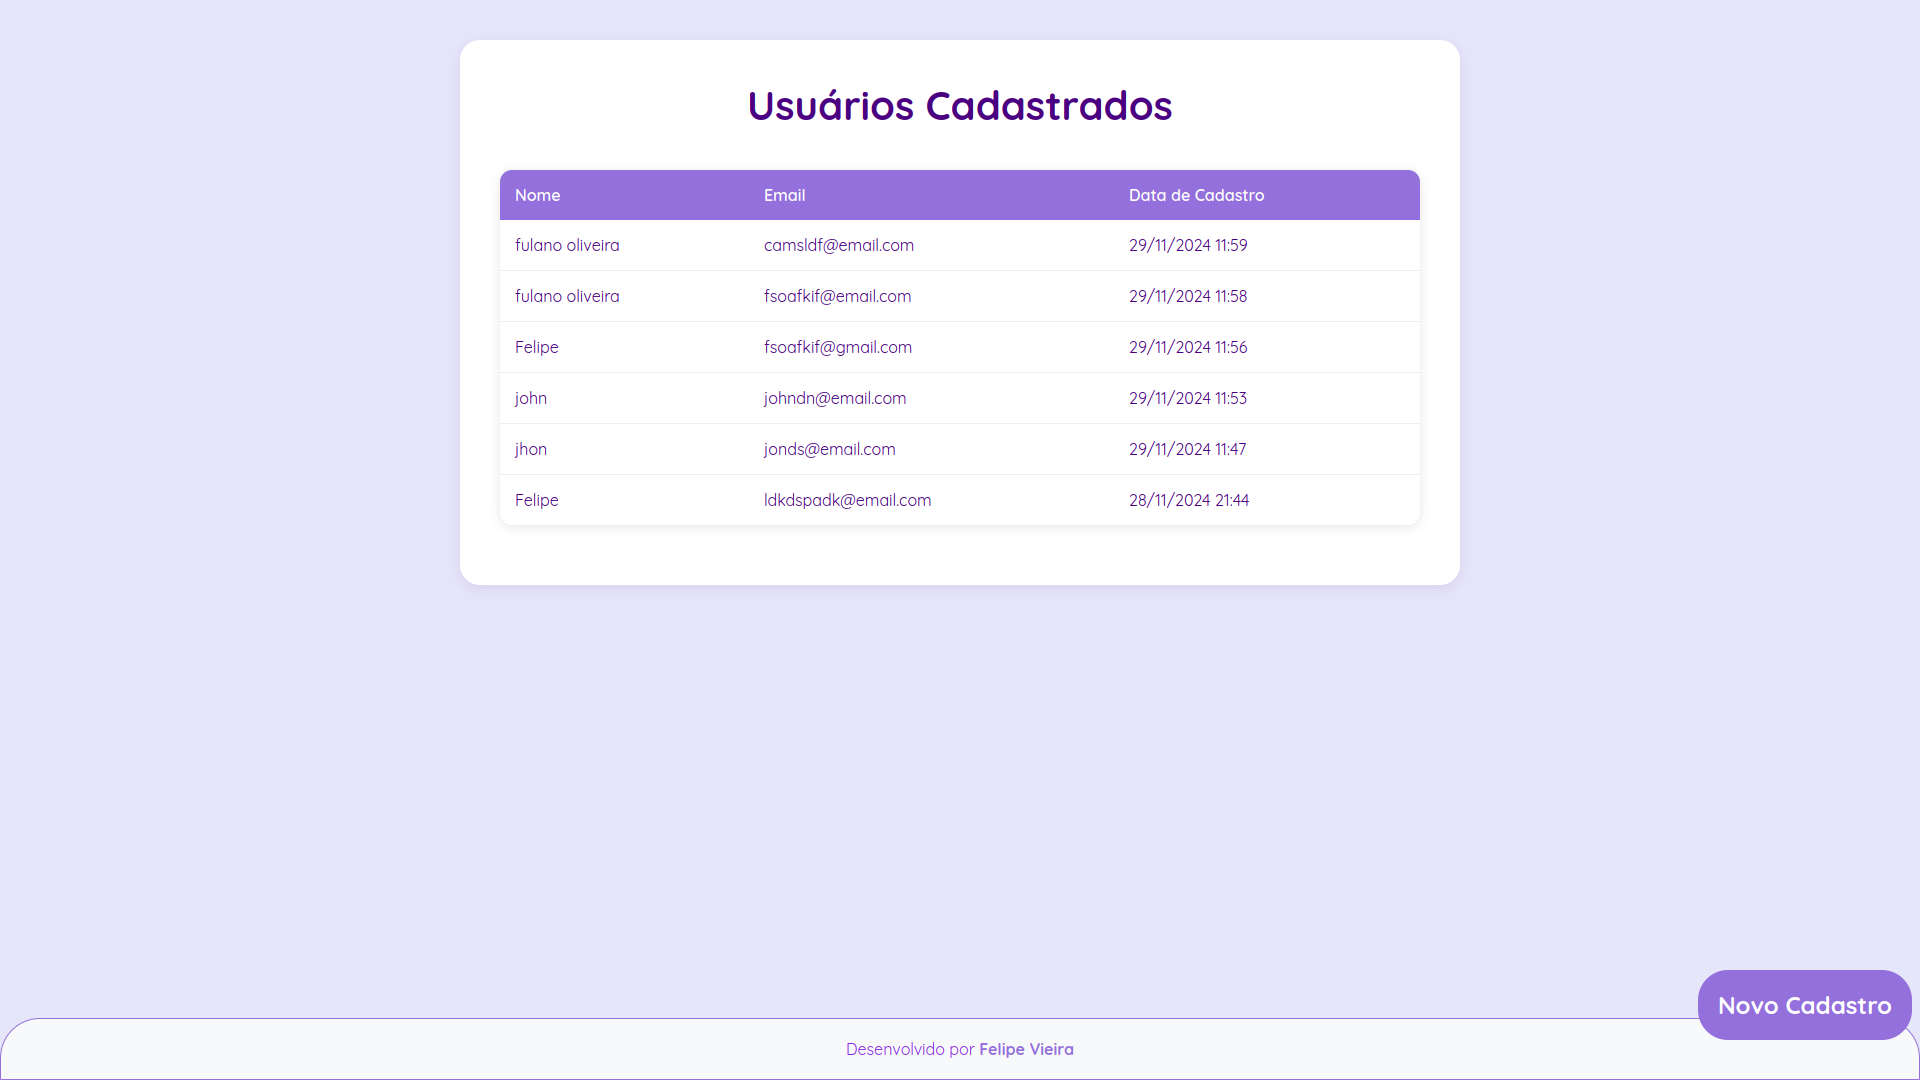 Usuários Cadastrados
Nome Email Data de Cadastro
fulano oliveira camsldf@email.com 29/11/2024 11:59
fulano oliveira fsoafkif@email.com 29/11/2024 11:58
Felipe fsoafkif@gmail.com 29/11/2024 11:56
john johndn@email.com 29/11/2024 11:53
jhon jonds@email.com 29/11/2024 11:47
Felipe ldkdspadk@email.com 28/11/2024 21:44
Novo Cadastro
Desenvolvido por Felipe Vieira